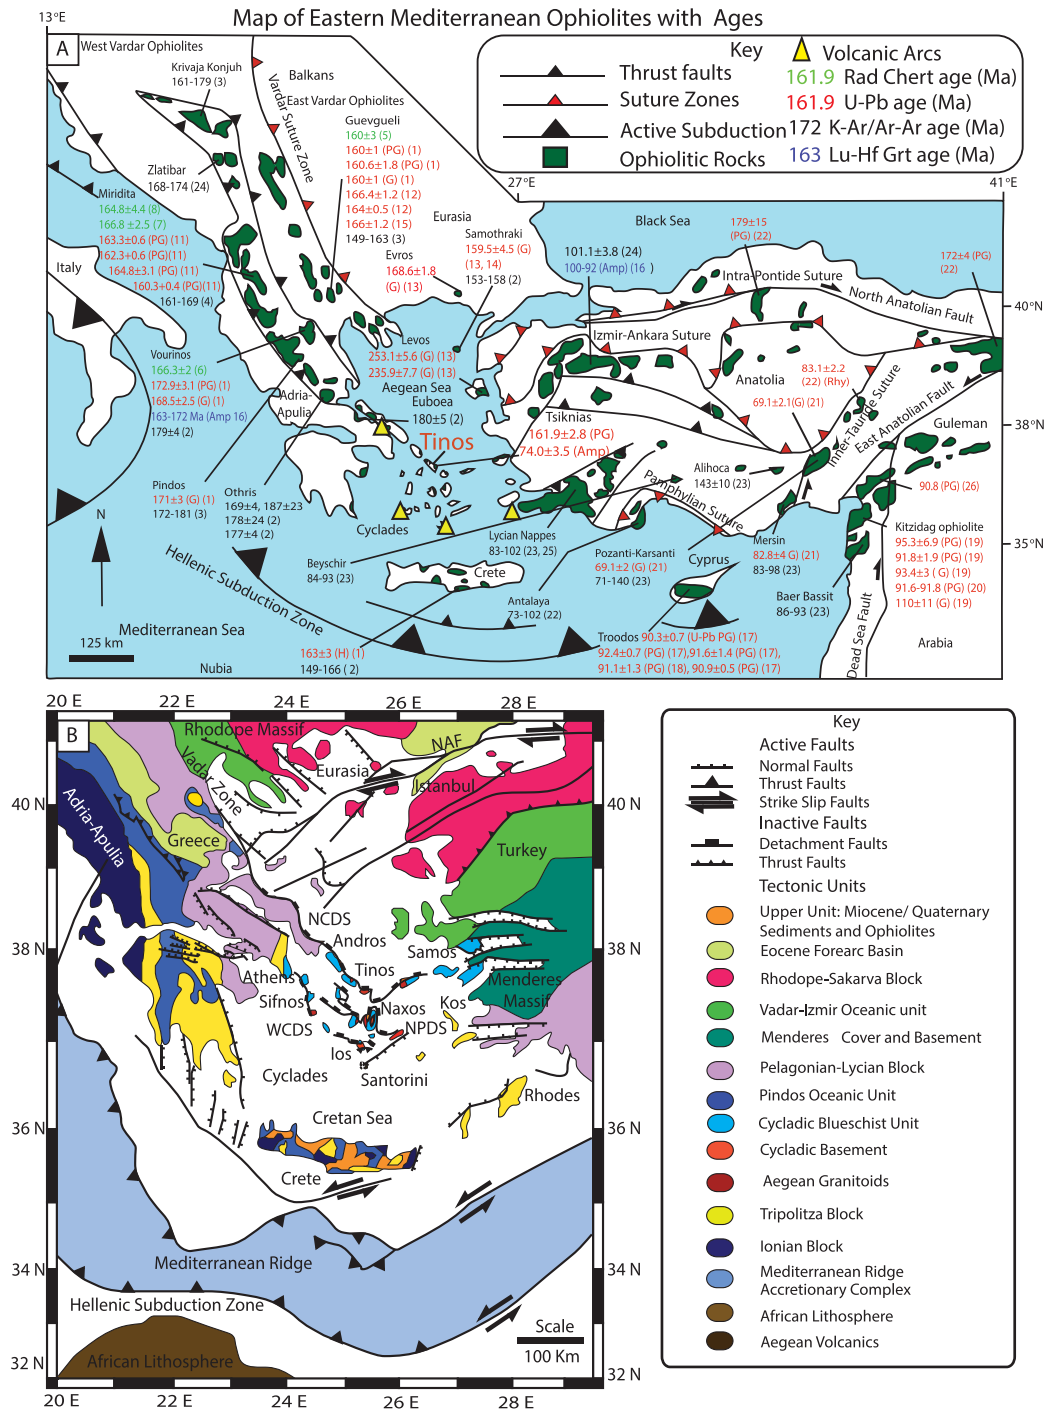 Map of Eastern Mediterranean Ophiolites with Ages
13°E
A
West Vardar Ophiolites
Krivaja Konjuh
161-179 (3)
Balkans
East Vardar Ophiolites
Vardar Suture Zone
Guevgueli
160±3 (5)
160±1 (PG) (1)
160.6±1.8 (PG) (1)
160±1 (G) (1)
166.4±1.2 (12)
164±0.5 (12)
166±1.2 (15)
149-163 (3)
Key
Thrust faults
Suture Zones
Active Subduction
Ophiolitic Rocks
Volcanic Arcs
161.9 Rad Chert age (Ma)
161.9 U-Pb age (Ma)
172 K-Ar/Ar-Ar age (Ma)
163 Lu-Hf Grt age (Ma)
27°E
41°E
Zlatibar
168-174 (24)
Miridita
164.8±4.4 (8)
166.8 ±2.5 (7)
163.3±0.6 (PG) (11)
162.3+0.6 (PG)(11)
164.8±3.1 (PG) (11)
160.3+0.4 (PG)(11)
161-169 (4)
Italy
Eurasia
Samothraki
159.5±4.5 (G)
(13, 14)
153-158 (2)
Evros
168.6±1.8
(G) (13)
Black Sea
101.1±3.8 (24)
100-92 (Amp) (16 )
179±15
(PG) (22)
172±4 (PG)
(22)
Intra-Pontide Suture
North Anatolian Fault
40°N
Izmir-Ankara Suture
Levos
253.1±5.6 (G) (13)
235.9±7.7 (G) (13)
Aegean Sea
Euboea
180±5 (2)
Vourinos
166.3±2 (6)
172.9±3.1 (PG) (1)
168.5±2.5 (G) (1)
163-172 Ma (Amp 16)
179±4 (2)
Adria-
Apulia
Anatolia
83.1±2.2
(22) (Rhy)
69.1±2.1(G) (21)
Inner-Tauride Suture
East Anatolian Fault
Guleman
38°N
Tsiknias
161.9±2.8 (PG)
74.0±3.5 (Amp)
Tinos
Alihoca
143±10 (23)
90.8 (PG) (26)
Pamphylian Suture
Pindos
171±3 (G) (1)
172-181 (3)
Othris
169±4, 187±23
178±24 (2)
177±4 (2)
N
Cyclades
Kitzidag ophiolite
95.3±6.9 (PG) (19)
91.8±1.9 (PG) (19)
93.4±3 ( G) (19)
91.6-91.8 (PG) (20)
110±11 (G) (19)
35°N
Lycian Nappes
83-102 (23, 25)
Pozanti-Karsanti
69.1±2 (G) (21)
71-140 (23)
Mersin
82.8±4 G) (21)
83-98 (23)
Cyprus
Beyschir
84-93 (23)
Crete
Antalaya
73-102 (22)
Baer Bassit
86-93 (23)
Hellenic Subduction Zone
Mediterranean Sea
125 km
Nubia
163±3 (H) (1)
149-166 ( 2)
Troodos 90.3±0.7 (U-Pb PG) (17)
92.4±0.7 (PG) (17),91.6±1.4 (PG) (17),
91.1±1.3 (PG) (18), 90.9±0.5 (PG) (17)
Dead Sea Fault
Arabia
20 E
22 E
24 E
26 E
28 E
B
Rhodope Massif
NAF
Vadar Zone
Eurasia
Istanbul
40 N
40 N
Adria-Apulia
Greece
Turkey
NCDS
Andros
38 N
38 N
Samos
Athens
Tinos
Menderes
Massif
Sifnos
Naxos
Kos
WCDS
NPDS
Ios
Cyclades
Santorini
Rhodes
Cretan Sea
36 N
36 N
Crete
Mediterranean Ridge
34 N
34 N
Hellenic Subduction Zone
Scale
100 Km
African Lithosphere
32 N
32 N
20 E
22 E
24 E
26 E
28 E
Key
Active Faults
Normal Faults
Thrust Faults
Strike Slip Faults
Inactive Faults
Detachment Faults
Thrust Faults
Tectonic Units
Upper Unit: Miocene/ Quaternary
Sediments and Ophiolites
Eocene Forearc Basin
Rhodope-Sakarva Block
Vadar-Izmir Oceanic unit
Menderes Cover and Basement
Pelagonian-Lycian Block
Pindos Oceanic Unit
Cycladic Blueschist Unit
Cycladic Basement
Aegean Granitoids
Tripolitza Block
Ionian Block
Mediterranean Ridge
Accretionary Complex
African Lithosphere
Aegean Volcanics